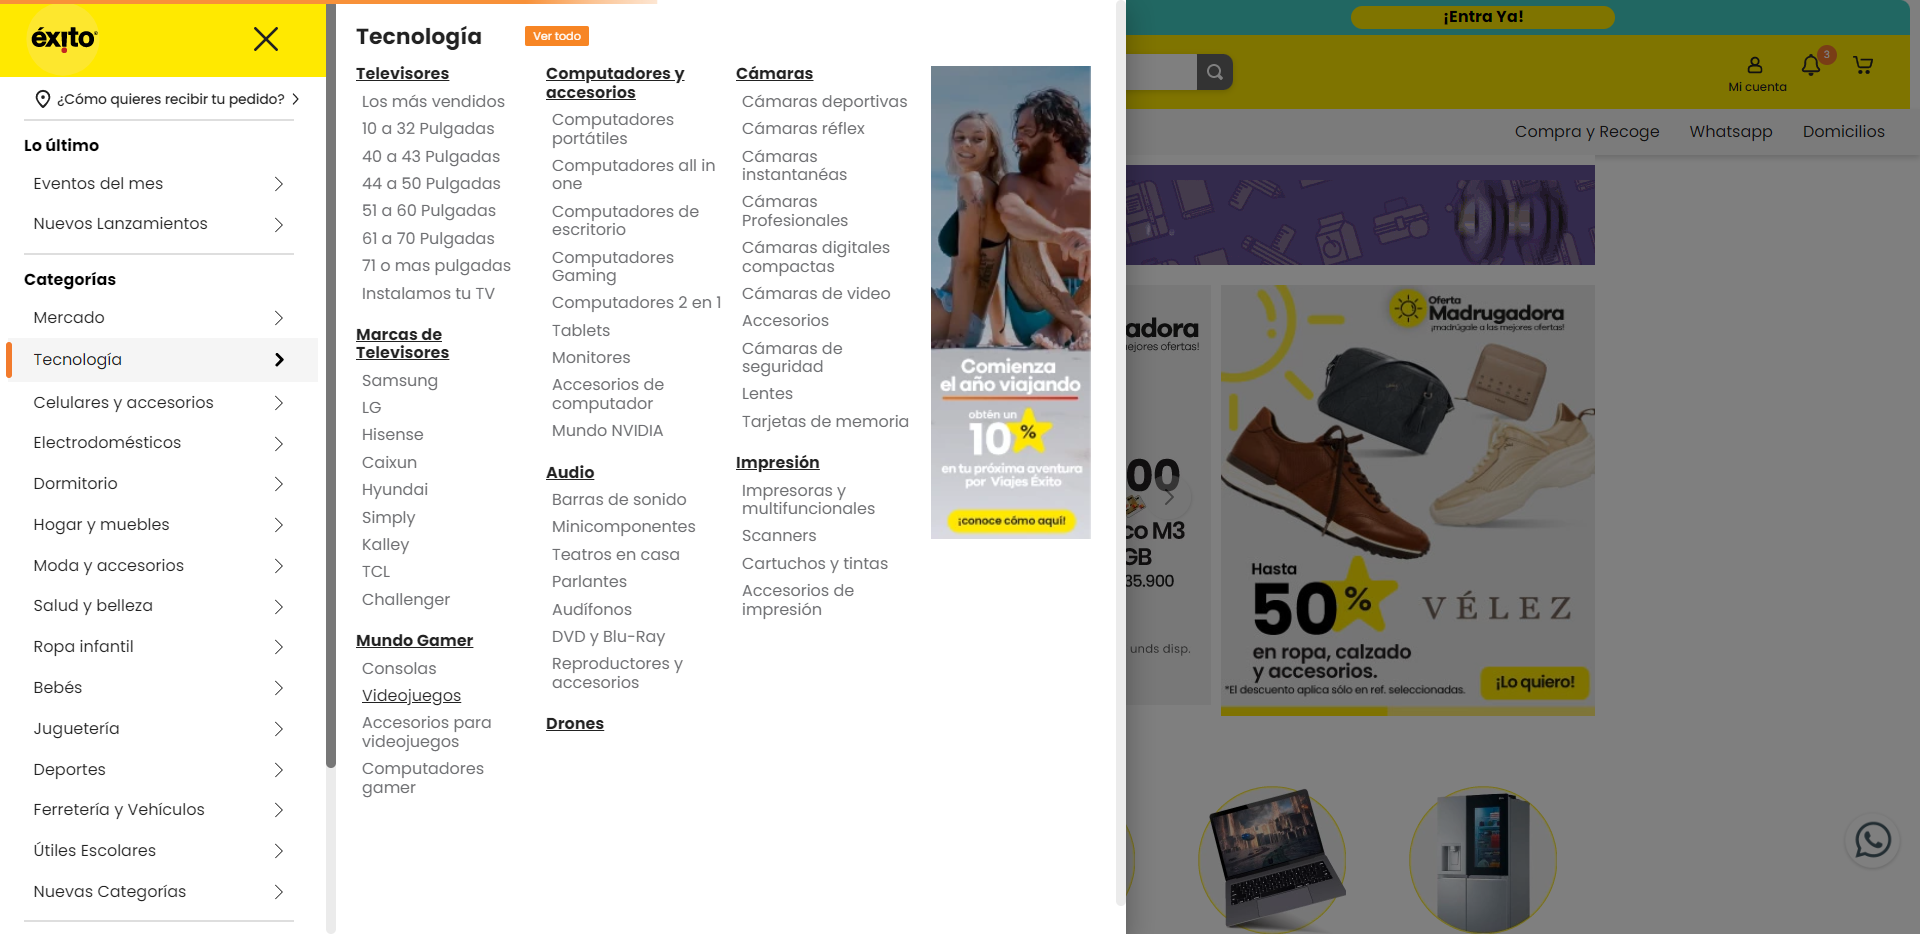 éxito
¿Cómo quieres recibir tu pedido?
Lo último
Eventos del mes
Nuevos Lanzamientos
Categorías
Mercado
Tecnología
Celulares y accesorios
Electrodomésticos
Dormitorio
Hogar y muebles
Moda y accesorios
Salud y belleza
Ropa infantil
Bebés
Juguetería
Deportes
Ferretería y Vehículos
Útiles Escolares
Nuevas Categorías
Tecnología
Ver todo
Televisores
Los más vendidos
10 a 32 Pulgadas
40 a 43 Pulgadas
44 a 50 Pulgadas
51 a 60 Pulgadas
61 a 70 Pulgadas
71 o mas pulgadas
Instalamos tu TV
Marcas de
Televisores
Samsung
LG
Hisense
Caixun
Hyundai
Simply
Kalley
TCL
Challenger
Mundo Gamer
Consolas
Videojuegos
Accesorios para
videojuegos
Computadores
gamer
Computadores y
accesorios
Computadores
portátiles
Computadores all in
one
Computadores de
escritorio
Computadores
Gaming
Computadores 2 en 1
Tablets
Monitores
Accesorios de
computador
Mundo NVIDIA
Audio
Barras de sonido
Minicomponentes
Teatros en casa
Parlantes
Audífonos
DVD y Blu-Ray
Reproductores y
accesorios
Drones
Cámaras
Cámaras deportivas
Cámaras réflex
Cámaras
instantanéas
Cámaras
Profesionales
Cámaras digitales
compactas
Cámaras de video
Accesorios
Cámaras de
seguridad
Lentes
Tarjetas de memoria
Impresión
Impresoras y
multifuncionales
Scanners
Cartuchos y tintas
Accesorios de
impresión
Comienza
el año viajando
obtén un
10%
en tu próxima aventura
por Viajes Éxito
¡conoce cómo aquí!
¡Entra Ya!
3
Mi cuenta
Compra y Recoge
Whatsapp
Domicilios
adora
ejores ofertas!
00
co M3
GB
35.900
unds disp.
Oferta
Madrugadora
¡madrúgale a las mejores ofertas!
Hasta
50%
VÉLEZ
en ropa, calzado
y accesorios.
*El descuento aplica sólo en ref. seleccionadas.
¡Lo quiero!